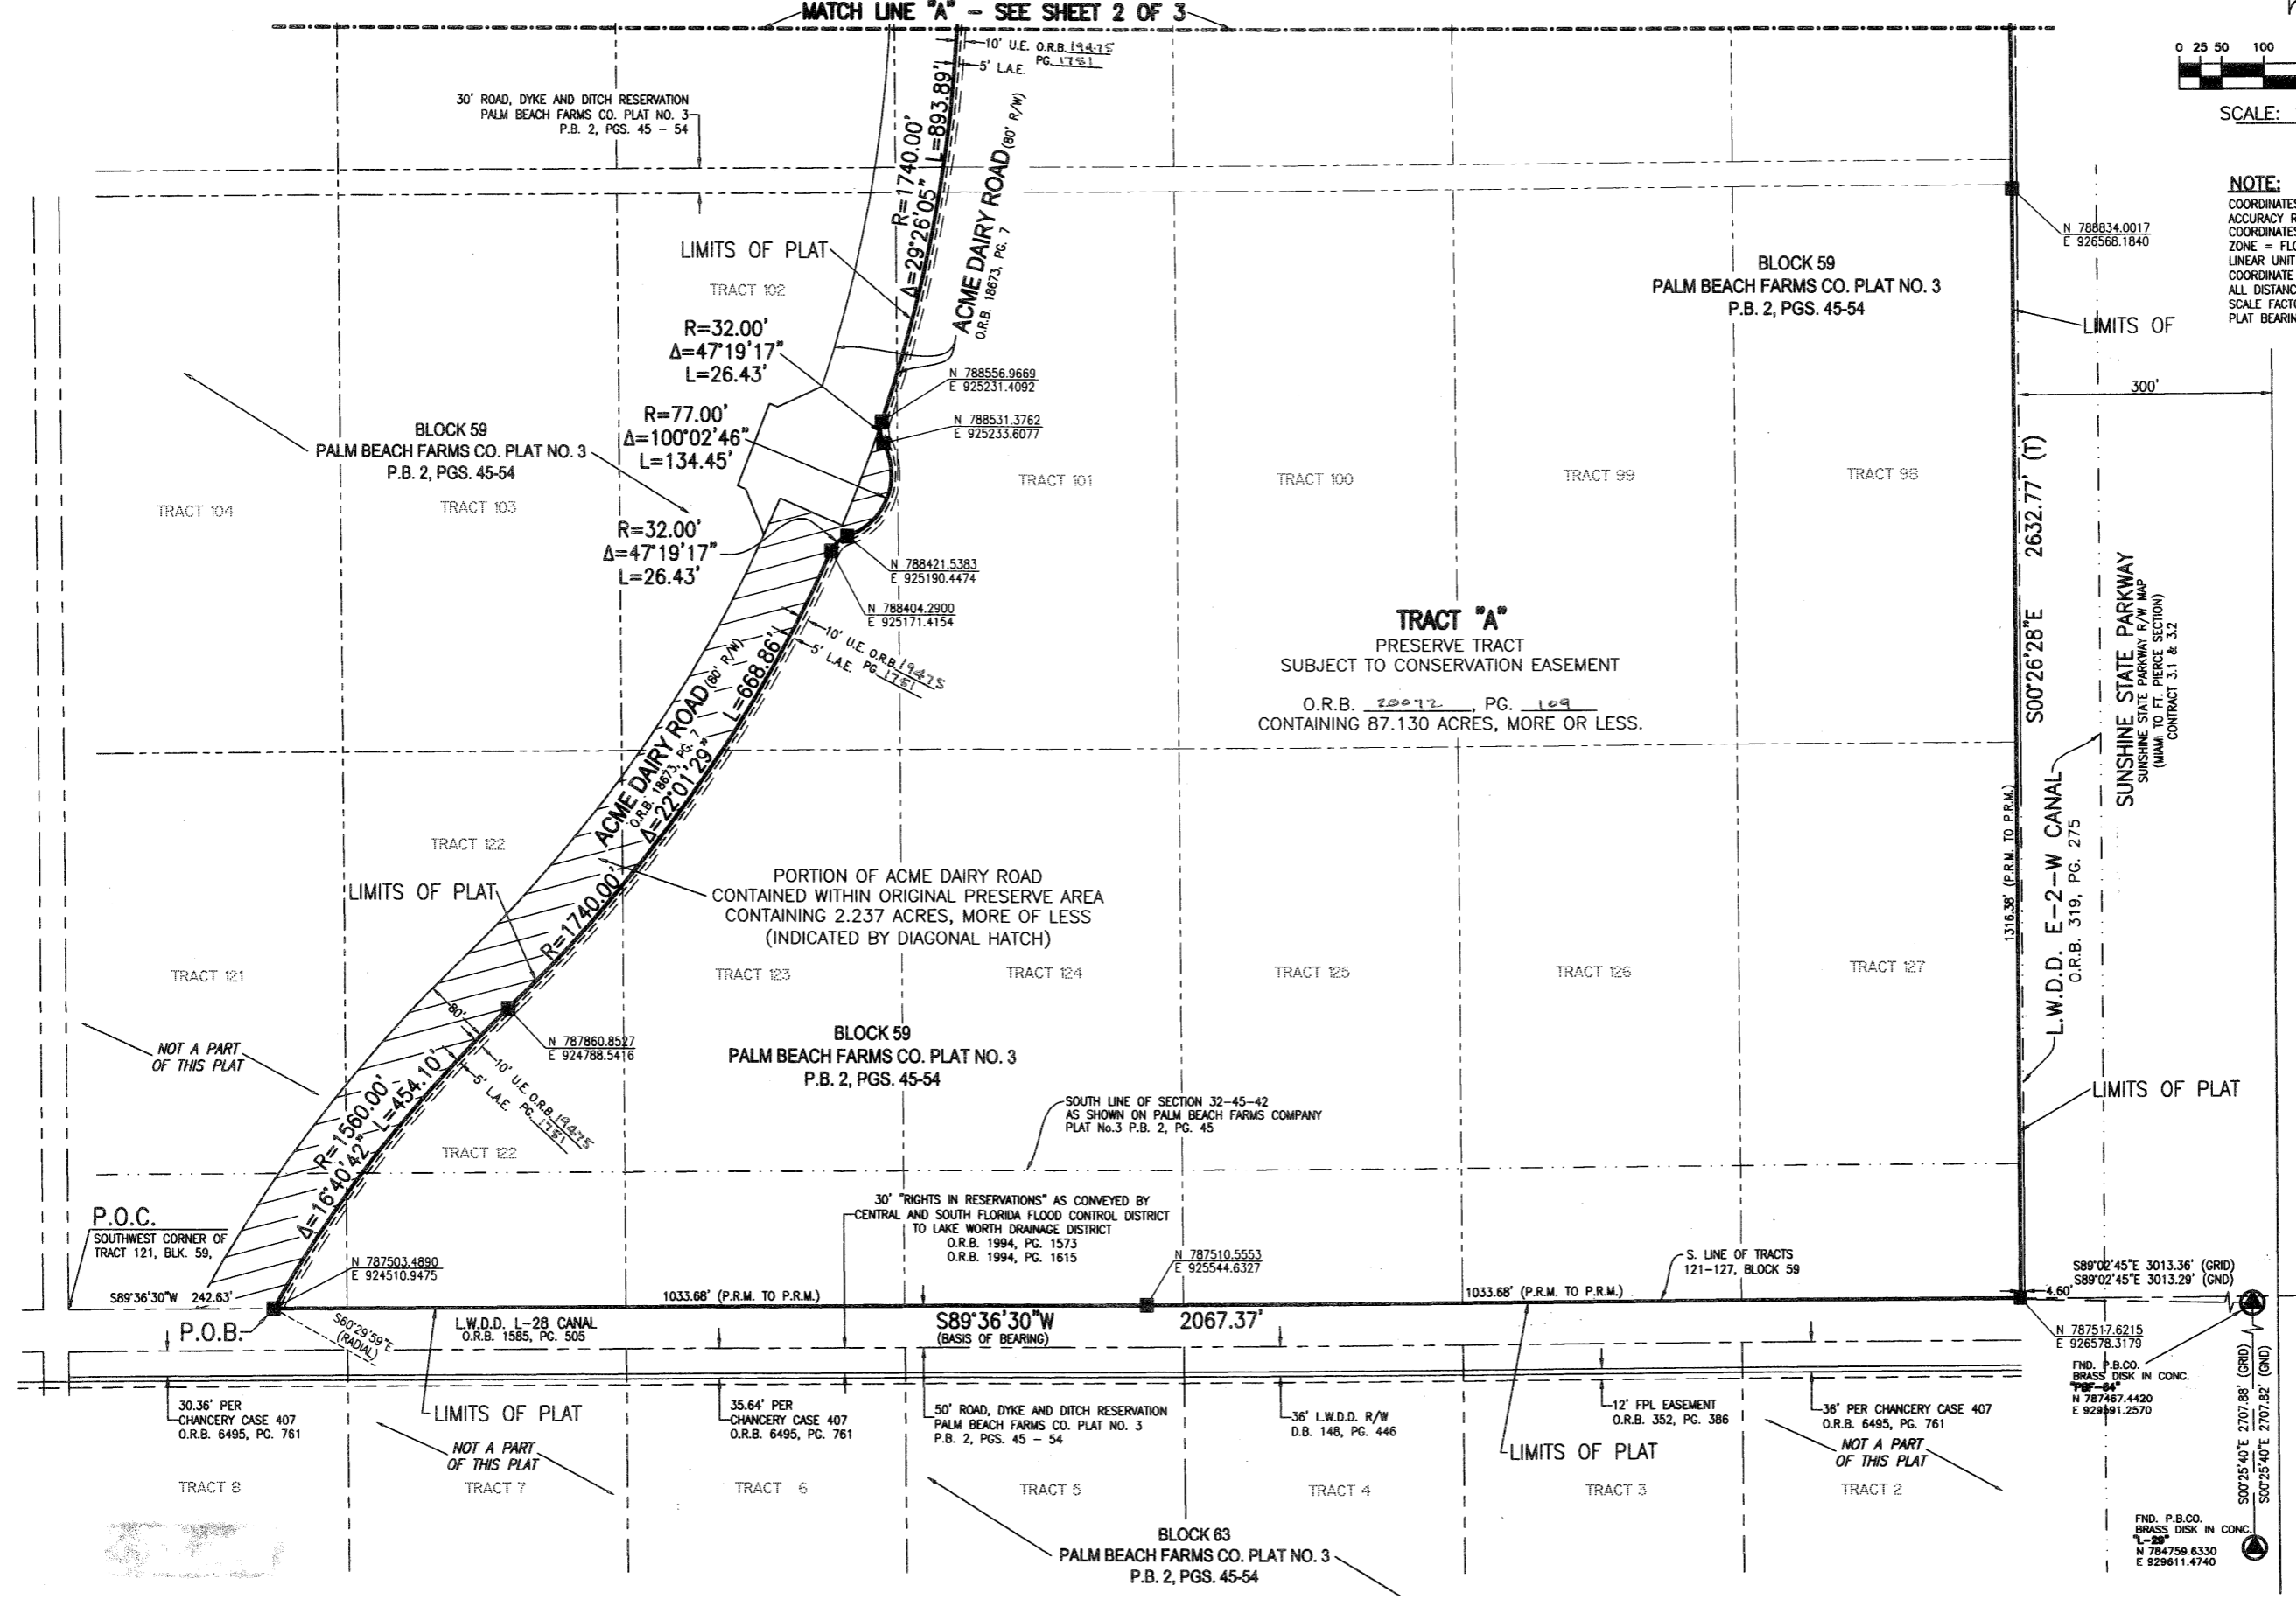 MATCH LINE "A" - SEE SHEET 2 OF 3
10' U.E. O.R.B. 19475
PG. 1751
5' L.A.E.
0 25 50 100
SCALE:
30' ROAD, DYKE AND DITCH RESERVATION
PALM BEACH FARMS CO. PLAT NO. 3
P.B. 2, PGS. 45 - 54
R=1740.00'
Δ=29°26'05" L=893.89'
ACME DAIRY ROAD (80' R/W)
O.R.B. 18673, PG. 7
NOTE:
COORDINATES
ACCURACY R
COORDINATES
ZONE = FLO
LINEAR UNIT
COORDINATE
ALL DISTANC
SCALE FACTO
PLAT BEARIN
N 788834.0017
E 926568.1840
LIMITS OF PLAT
TRACT 102
BLOCK 59
PALM BEACH FARMS CO. PLAT NO. 3
P.B. 2, PGS. 45-54
LIMITS OF
R=32.00'
Δ=47°19'17"
L=26.43'
N 788556.9669
E 925231.4092
300'
R=77.00'
Δ=100°02'46"
L=134.45'
N 788531.3762
E 925233.6077
BLOCK 59
PALM BEACH FARMS CO. PLAT NO. 3
P.B. 2, PGS. 45-54
TRACT 104
TRACT 103
TRACT 101
TRACT 100
TRACT 99
TRACT 98
R=32.00'
Δ=47°19'17"
L=26.43'
N 788421.5383
E 925190.4474
N 788404.2900
E 925171.4154
10' U.E. O.R.B. 19475
5' L.A.E. PG. 1751
S00°26'28"E 2632.77' (T)
SUNSHINE STATE PARKWAY
SUNSHINE STATE PARKWAY R/W MAP
(MIAMI TO FT. PIERCE SECTION)
CONTRACT 3.1 & 3.2
TRACT "A"
PRESERVE TRACT
SUBJECT TO CONSERVATION EASEMENT
O.R.B. 20072, PG. 109
CONTAINING 87.130 ACRES, MORE OR LESS.
ACME DAIRY ROAD (80' R/W)
O.R.B. 18673, PG. 7
R=1740.00' Δ=22°01'29" L=668.86'
1316.38' (P.R.M. TO P.R.M.)
L.W.D.D. E-2-W CANAL
O.R.B. 319, PG. 275
TRACT 122
LIMITS OF PLAT
PORTION OF ACME DAIRY ROAD
CONTAINED WITHIN ORIGINAL PRESERVE AREA
CONTAINING 2.237 ACRES, MORE OF LESS
(INDICATED BY DIAGONAL HATCH)
TRACT 121
TRACT 123
TRACT 124
TRACT 125
TRACT 126
TRACT 127
80'
N 787860.8527
E 924788.5416
NOT A PART
OF THIS PLAT
BLOCK 59
PALM BEACH FARMS CO. PLAT NO. 3
P.B. 2, PGS. 45-54
10' U.E. O.R.B. 19475
5' L.A.E. PG. 1751
R=1560.00'
Δ=16°40'42" L=454.10'
LIMITS OF PLAT
SOUTH LINE OF SECTION 32-45-42
AS SHOWN ON PALM BEACH FARMS COMPANY
PLAT No.3 P.B. 2, PG. 45
TRACT 122
P.O.C.
SOUTHWEST CORNER OF
TRACT 121, BLK. 59,
30' "RIGHTS IN RESERVATIONS" AS CONVEYED BY
CENTRAL AND SOUTH FLORIDA FLOOD CONTROL DISTRICT
TO LAKE WORTH DRAINAGE DISTRICT
O.R.B. 1994, PG. 1573
O.R.B. 1994, PG. 1615
N 787503.4890
E 924510.9475
N 787510.5553
E 925544.6327
S. LINE OF TRACTS
121-127, BLOCK 59
S89°02'45"E 3013.36' (GRID)
S89°02'45"E 3013.29' (GND)
S89°36'30"W 242.63'
1033.68' (P.R.M. TO P.R.M.)
1033.68' (P.R.M. TO P.R.M.)
4.60'
P.O.B.
S60°29'59"E
(RADIAL)
L.W.D.D. L-28 CANAL
O.R.B. 1585, PG. 505
S89°36'30"W 2067.37'
(BASIS OF BEARING)
N 787517.6215
E 926578.3179
FND. P.B.CO.
BRASS DISK IN CONC.
"PBF-64"
N 787467.4420
E 929591.2570
S00°25'40"E 2707.88' (GRID)
S00°25'40"E 2707.82' (GND)
30.36' PER
CHANCERY CASE 407
O.R.B. 6495, PG. 761
LIMITS OF PLAT
35.64' PER
CHANCERY CASE 407
O.R.B. 6495, PG. 761
50' ROAD, DYKE AND DITCH RESERVATION
PALM BEACH FARMS CO. PLAT NO. 3
P.B. 2, PGS. 45 - 54
36' L.W.D.D. R/W
D.B. 148, PG. 446
12' FPL EASEMENT
O.R.B. 352, PG. 386
36' PER CHANCERY CASE 407
O.R.B. 6495, PG. 761
LIMITS OF PLAT
NOT A PART
OF THIS PLAT
NOT A PART
OF THIS PLAT
TRACT 8
TRACT 7
TRACT 6
TRACT 5
TRACT 4
TRACT 3
TRACT 2
BLOCK 63
PALM BEACH FARMS CO. PLAT NO. 3
P.B. 2, PGS. 45-54
FND. P.B.CO.
BRASS DISK IN CONC.
"L-29"
N 784759.6330
E 929611.4740